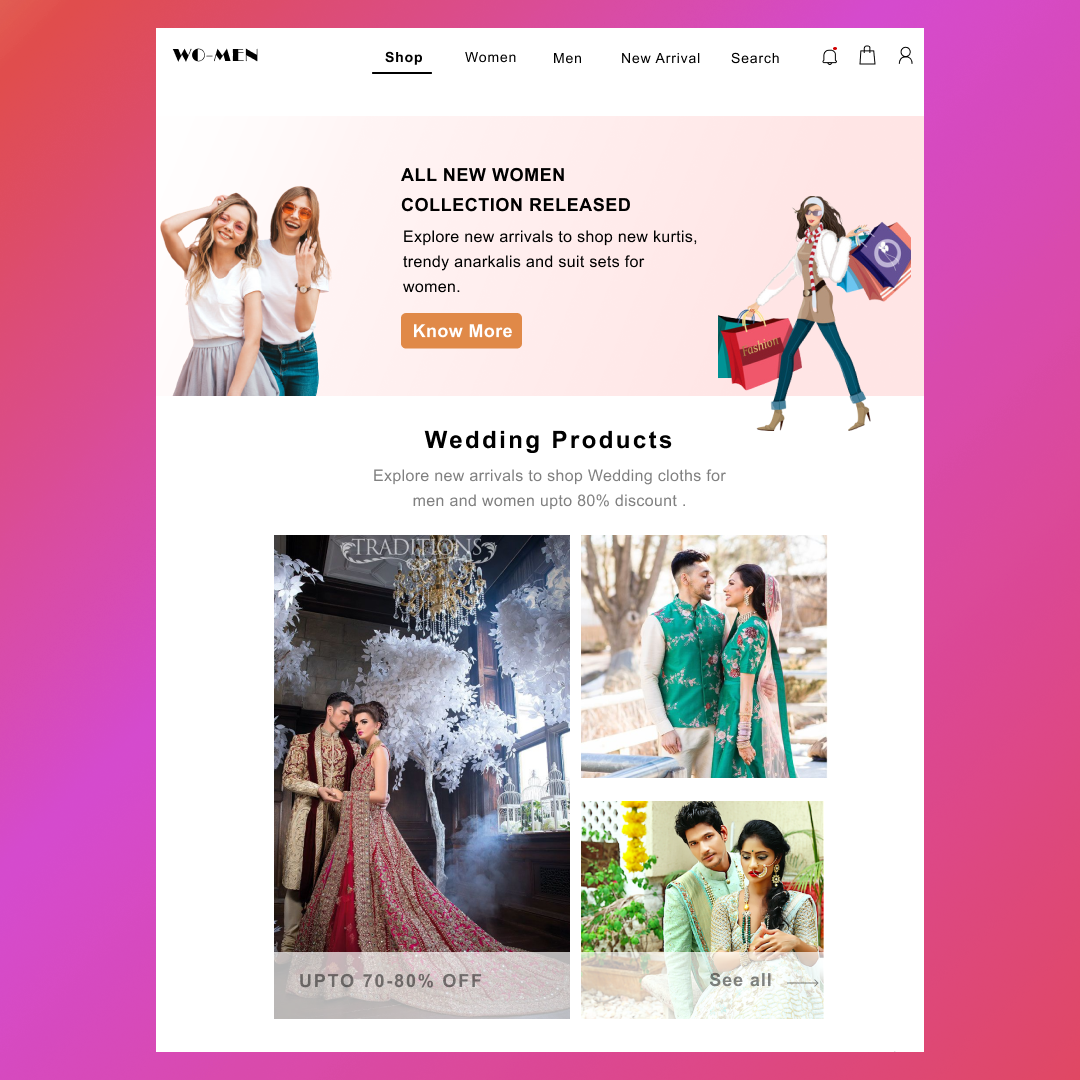 WO-MEN
Shop Women Men New Arrival Search
ALL NEW WOMEN
COLLECTION RELEASED
Explore new arrivals to shop new kurtis,
trendy anarkalis and suit sets for
women.
Know More
Fashion
Wedding Products
Explore new arrivals to shop Wedding cloths for
men and women upto 80% discount .
TRADITIONS
UPTO 70-80% OFF
See all